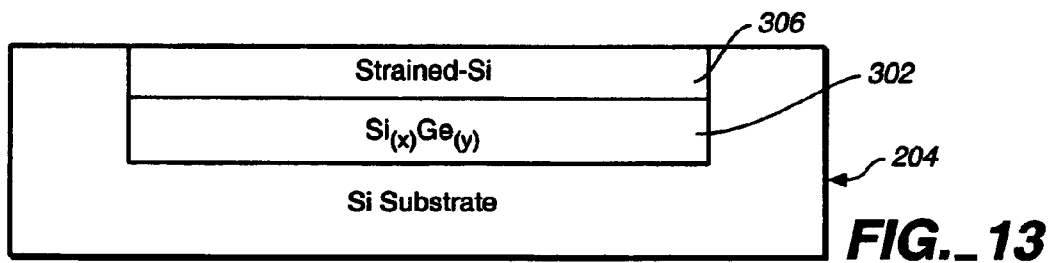 306
Strained-Si
302
Si(x)Ge(y)
204
Si Substrate
FIG._13